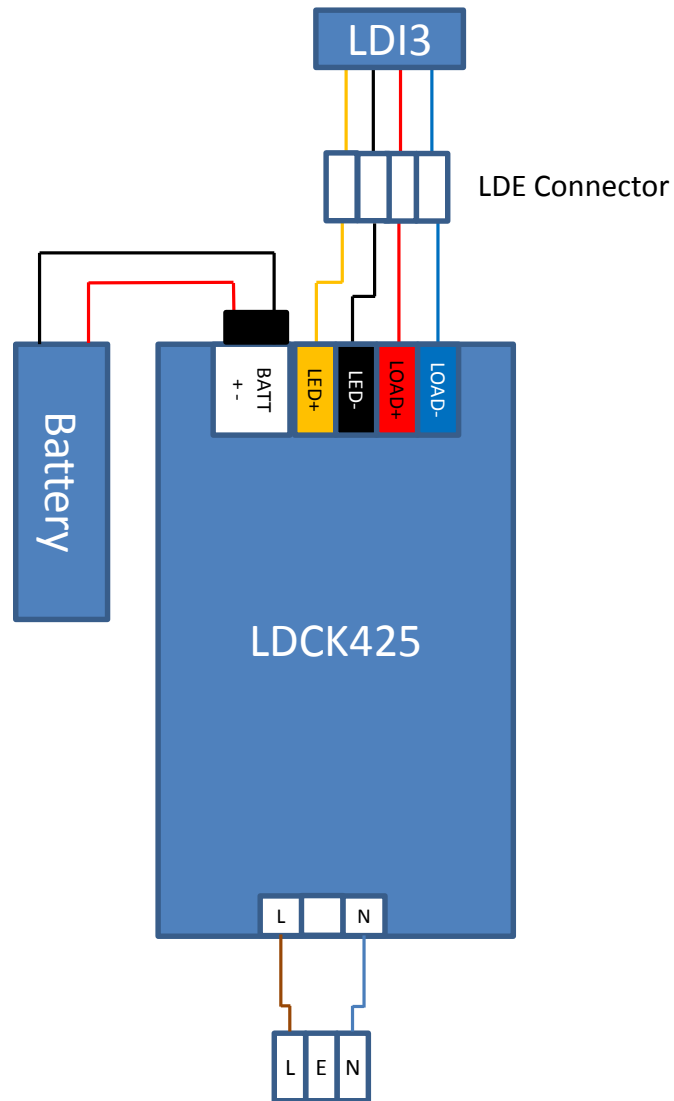 LDI3
LDE Connector
BATT
+ -
LED+
LED-
LOAD+
LOAD-
Battery
LDCK425
L
N
L
E
N